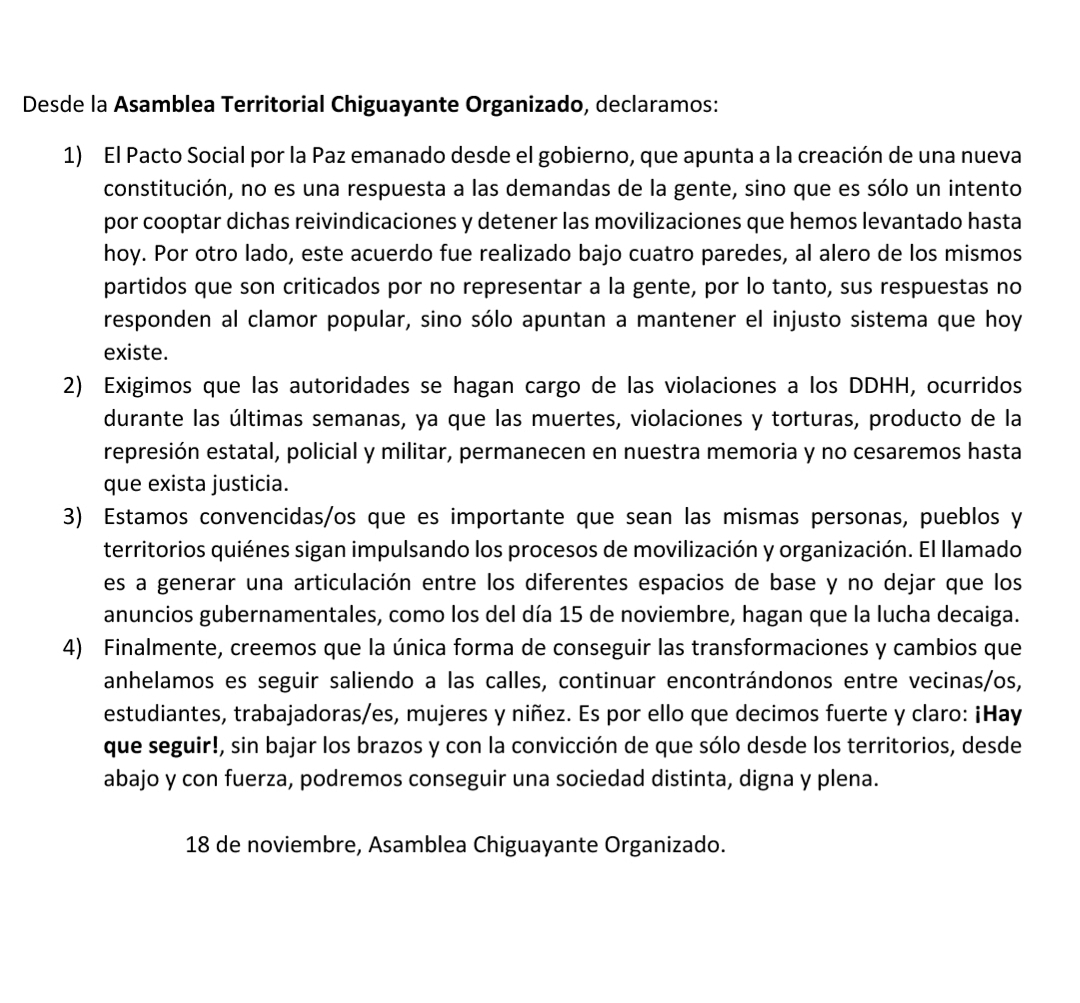 Desde la Asamblea Territorial Chiguayante Organizado, declaramos:
1) El Pacto Social por la Paz emanado desde el gobierno, que apunta a la creación de una nueva
constitución, no es una respuesta a las demandas de la gente, sino que es sólo un intento
por cooptar dichas reivindicaciones y detener las movilizaciones que hemos levantado hasta
hoy. Por otro lado, este acuerdo fue realizado bajo cuatro paredes, al alero de los mismos
partidos que son criticados por no representar a la gente, por lo tanto, sus respuestas no
responden al clamor popular, sino sólo apuntan a mantener el injusto sistema que hoy
existe.
2) Exigimos que las autoridades se hagan cargo de las violaciones a los DDHH, ocurridos
durante las últimas semanas, ya que las muertes, violaciones y torturas, producto de la
represión estatal, policial y militar, permanecen en nuestra memoria y no cesaremos hasta
que exista justicia.
3) Estamos convencidas/os que es importante que sean las mismas personas, pueblos y
territorios quiénes sigan impulsando los procesos de movilización y organización. El llamado
es a generar una articulación entre los diferentes espacios de base y no dejar que los
anuncios gubernamentales, como los del día 15 de noviembre, hagan que la lucha decaiga.
4) Finalmente, creemos que la única forma de conseguir las transformaciones y cambios que
anhelamos es seguir saliendo a las calles, continuar encontrándonos entre vecinas/os,
estudiantes, trabajadoras/es, mujeres y niñez. Es por ello que decimos fuerte y claro: ¡Hay
que seguir!, sin bajar los brazos y con la convicción de que sólo desde los territorios, desde
abajo y con fuerza, podremos conseguir una sociedad distinta, digna y plena.
18 de noviembre, Asamblea Chiguayante Organizado.